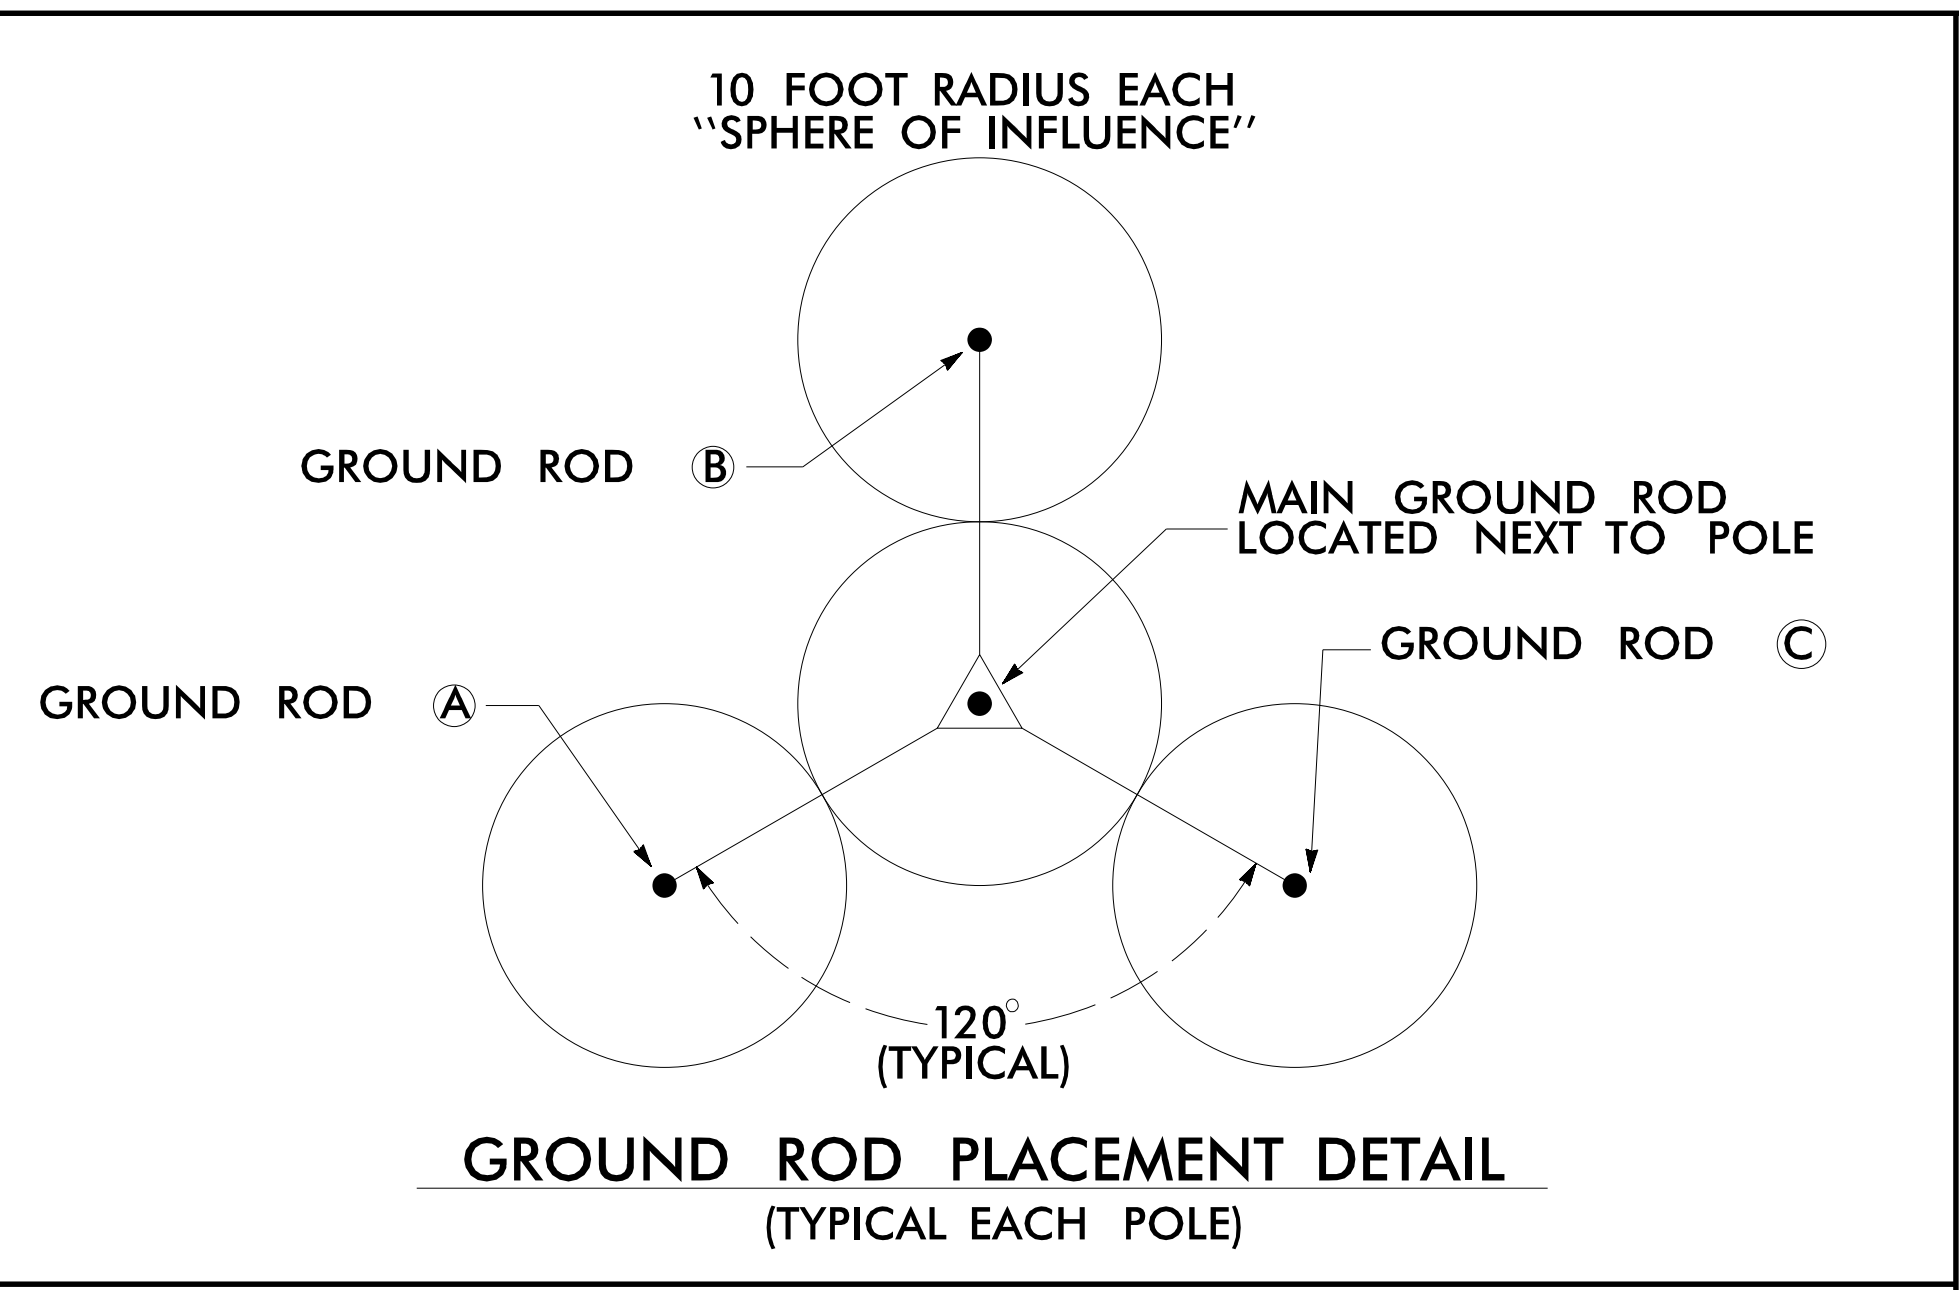 10 FOOT RADIUS EACH
''SPHERE OF INFLUENCE''
GROUND ROD B
MAIN GROUND ROD
LOCATED NEXT TO POLE
GROUND ROD C
GROUND ROD A
120°
(TYPICAL)
GROUND ROD PLACEMENT DETAIL
(TYPICAL EACH POLE)